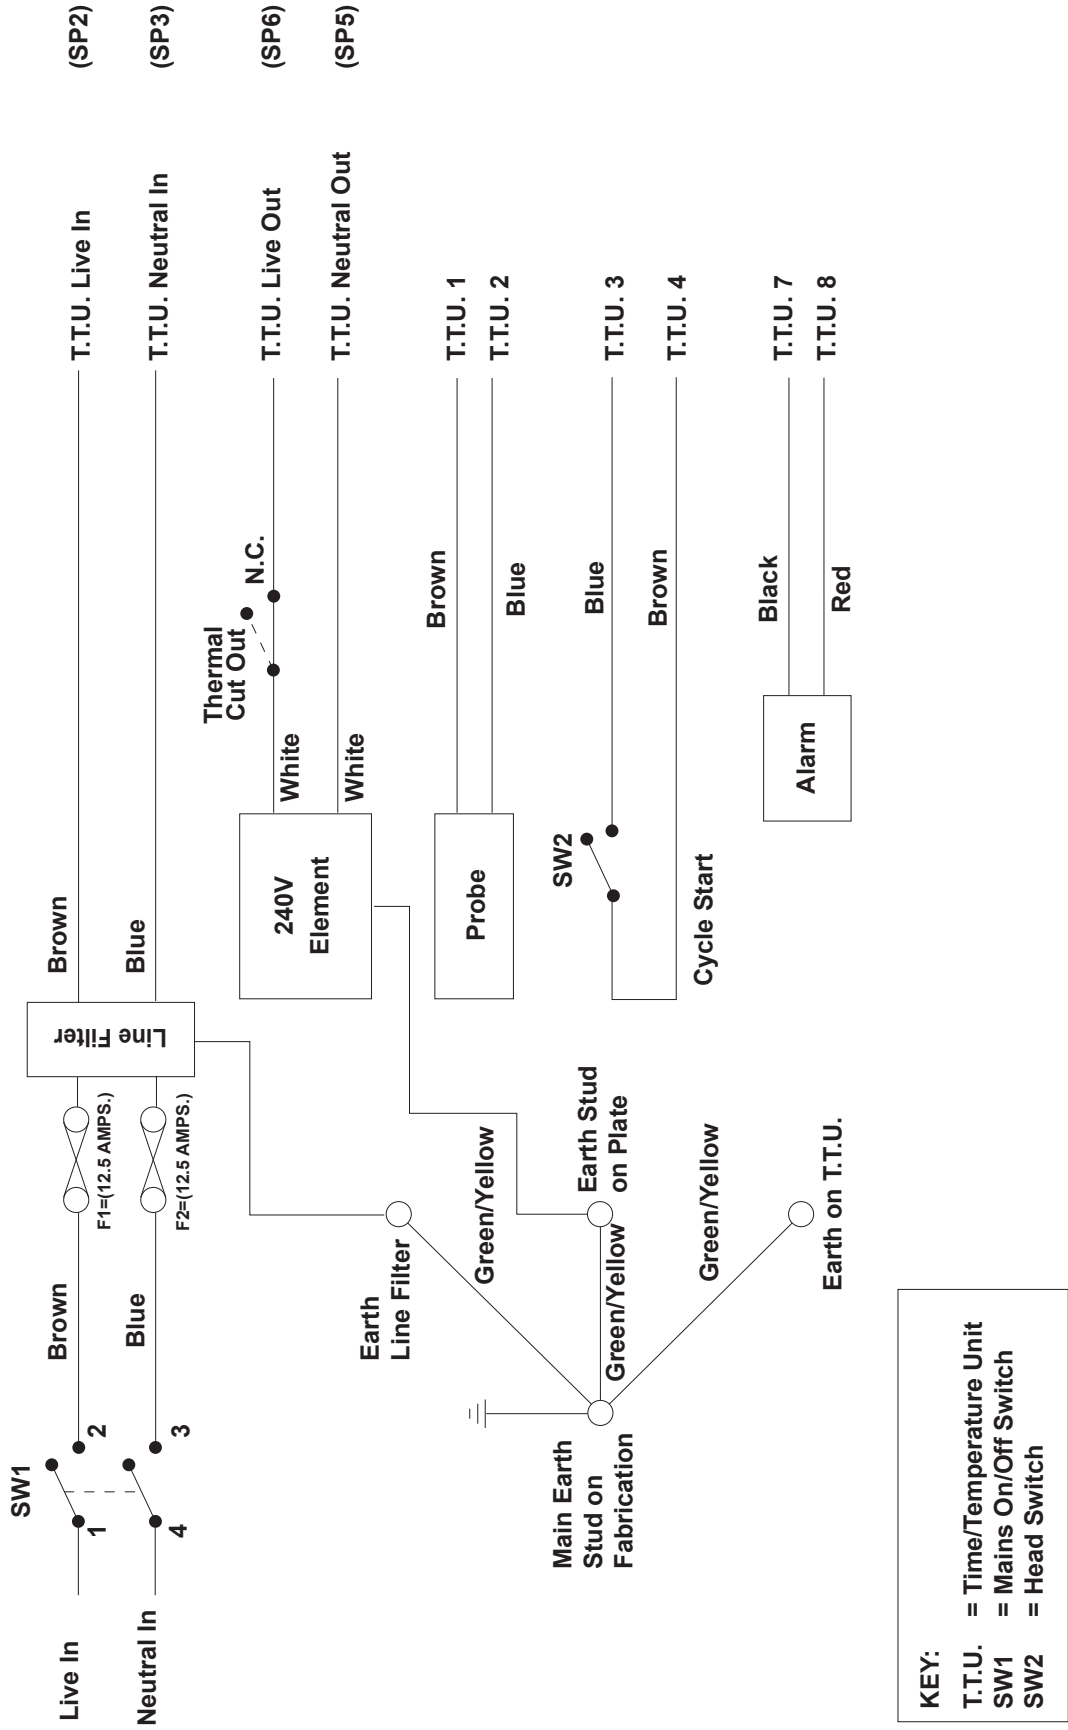 SW1
Live In
1
2
Brown
F1=(12.5 AMPS.)
Line Filter
Brown
T.T.U. Live In
(SP2)
Neutral In
4
3
Blue
F2=(12.5 AMPS.)
Blue
T.T.U. Neutral In
(SP3)
Thermal
Cut Out
N.C.
240V
Element
White
T.T.U. Live Out
(SP6)
White
T.T.U. Neutral Out
(SP5)
Earth
Line Filter
Green/Yellow
Probe
Brown
T.T.U. 1
Blue
T.T.U. 2
Main Earth
Stud on
Fabrication
Green/Yellow
Earth Stud
on Plate
SW2
Blue
T.T.U. 3
Brown
T.T.U. 4
Cycle Start
Green/Yellow
Earth on T.T.U.
Alarm
Black
T.T.U. 7
Red
T.T.U. 8
KEY:
T.T.U. = Time/Temperature Unit
SW1 = Mains On/Off Switch
SW2 = Head Switch